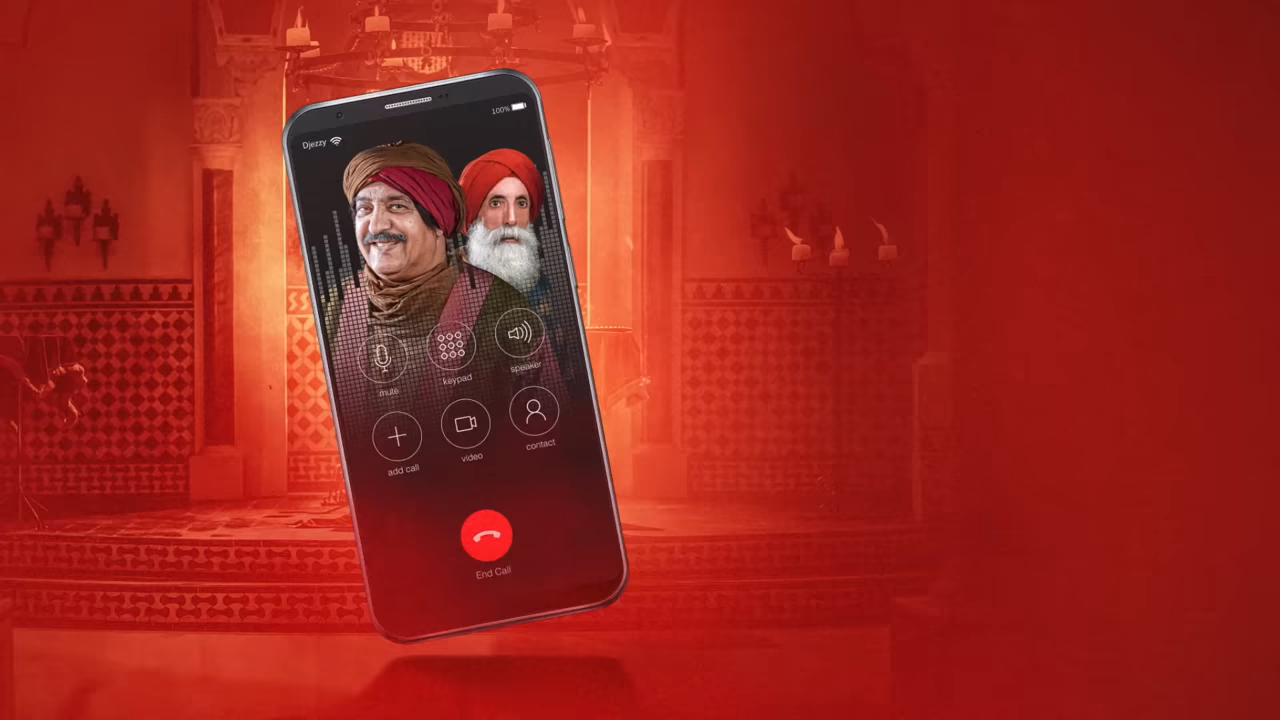 100%
Djezzy
mute
keypad
speaker
add call
video
contact
End Call